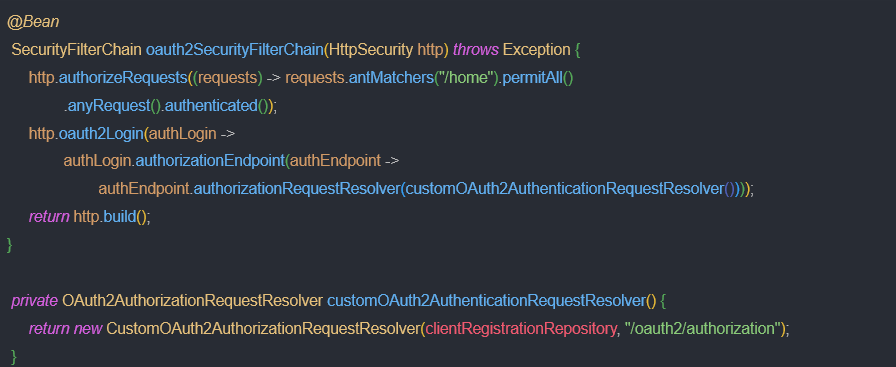 @Bean
SecurityFilterChain oauth2SecurityFilterChain(HttpSecurity http) throws Exception {
http.authorizeRequests((requests) -> requests.antMatchers("/home").permitAll()
.anyRequest().authenticated());
http.oauth2Login(authLogin ->
authLogin.authorizationEndpoint(authEndpoint ->
authEndpoint.authorizationRequestResolver(customOAuth2AuthenticationRequestResolver())));
return http.build();
}
private OAuth2AuthorizationRequestResolver customOAuth2AuthenticationRequestResolver() {
return new CustomOAuth2AuthorizationRequestResolver(clientRegistrationRepository, "/oauth2/authorization");
}